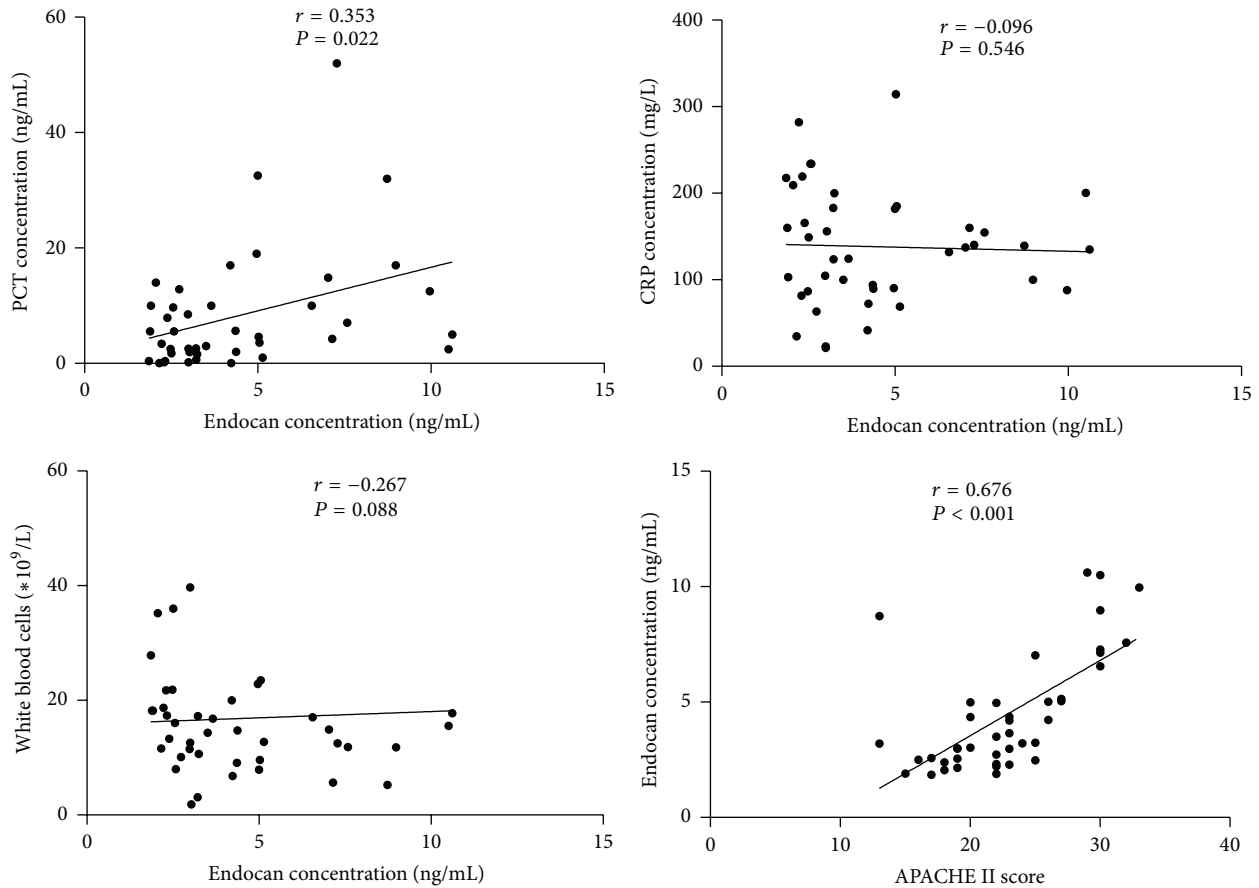 r = 0.353
P = 0.022
60
40
20
0
PCT concentration (ng/mL)
0 5 10 15
Endocan concentration (ng/mL)
r = −0.096
P = 0.546
400
300
200
100
0
CRP concentration (mg/L)
0 5 10 15
Endocan concentration (ng/mL)
r = −0.267
P = 0.088
60
40
20
0
White blood cells (∗10⁹/L)
0 5 10 15
Endocan concentration (ng/mL)
r = 0.676
P < 0.001
15
10
5
0
Endocan concentration (ng/mL)
0 10 20 30 40
APACHE II score